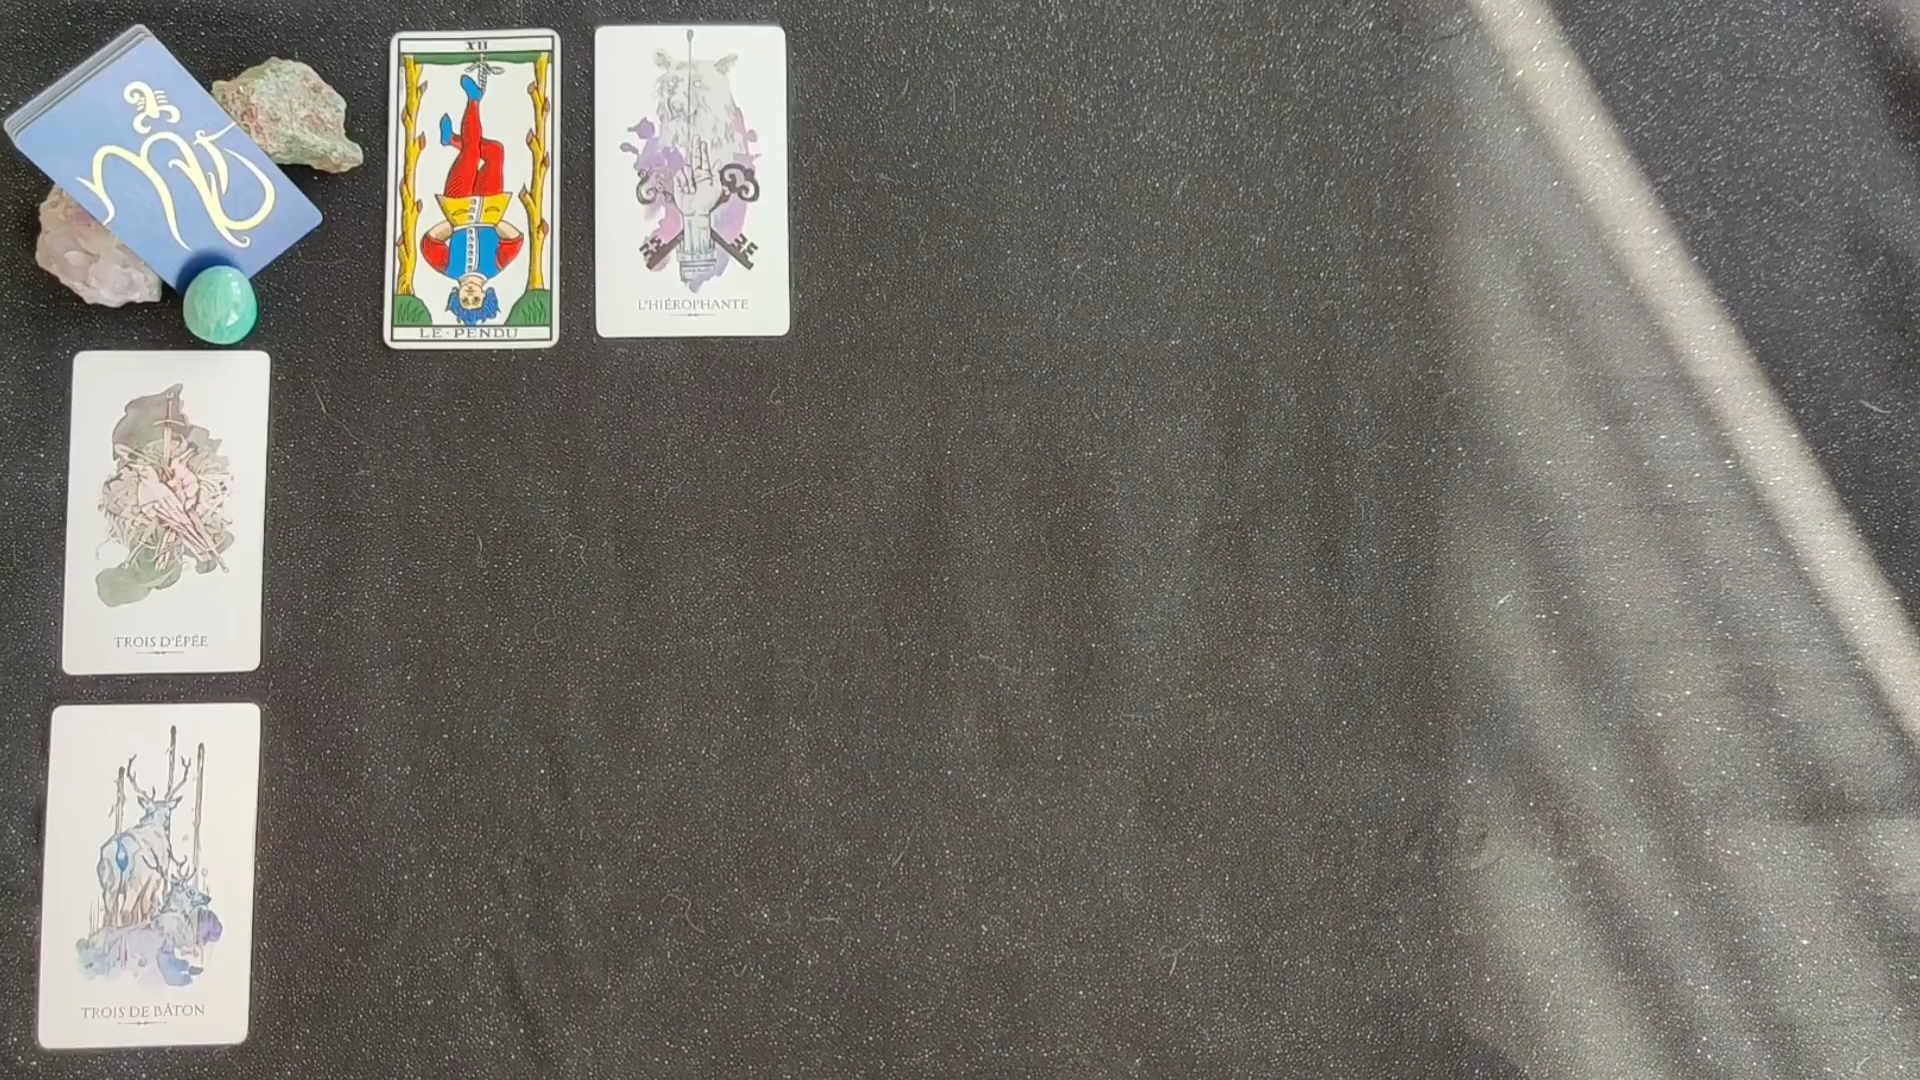 XII
LE·PENDU
L'HIÉROPHANTE
TROIS D'ÉPÉE
TROIS DE BÂTON